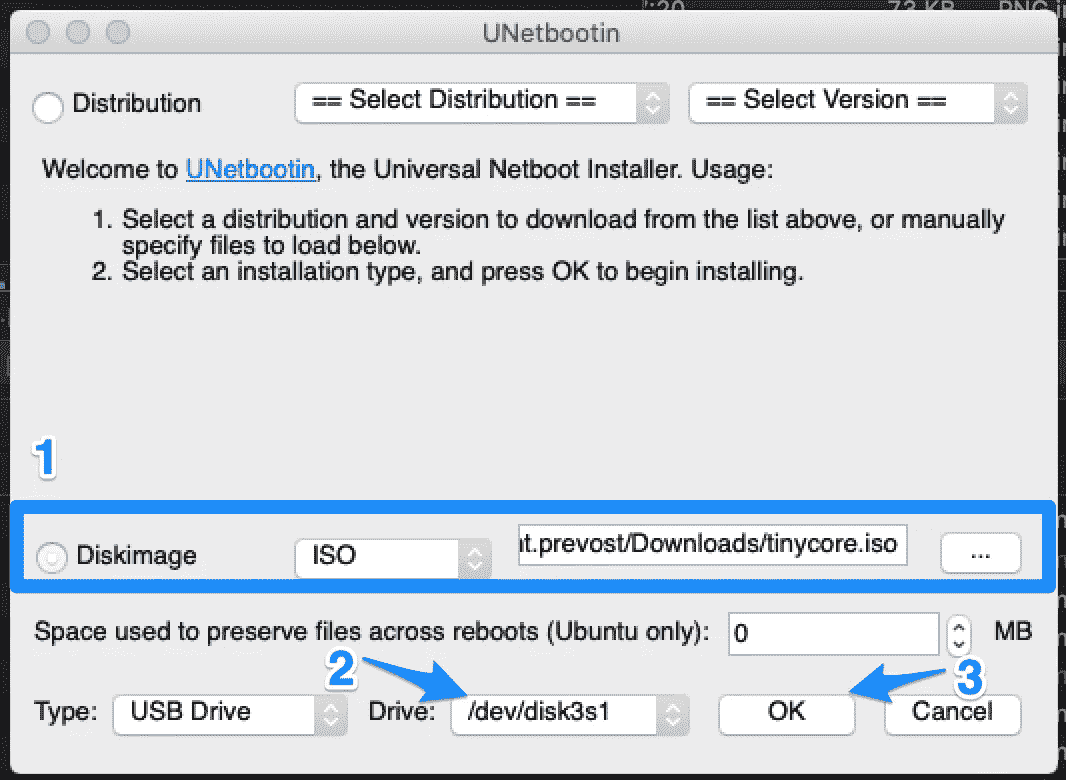 UNetbootin
Distribution == Select Distribution == == Select Version ==
Welcome to UNetbootin, the Universal Netboot Installer. Usage:
1. Select a distribution and version to download from the list above, or manually
specify files to load below.
2. Select an installation type, and press OK to begin installing.
1
Diskimage ISO t.prevost/Downloads/tinycore.iso ...
Space used to preserve files across reboots (Ubuntu only): 0 MB
2 3
Type: USB Drive Drive: /dev/disk3s1 OK Cancel